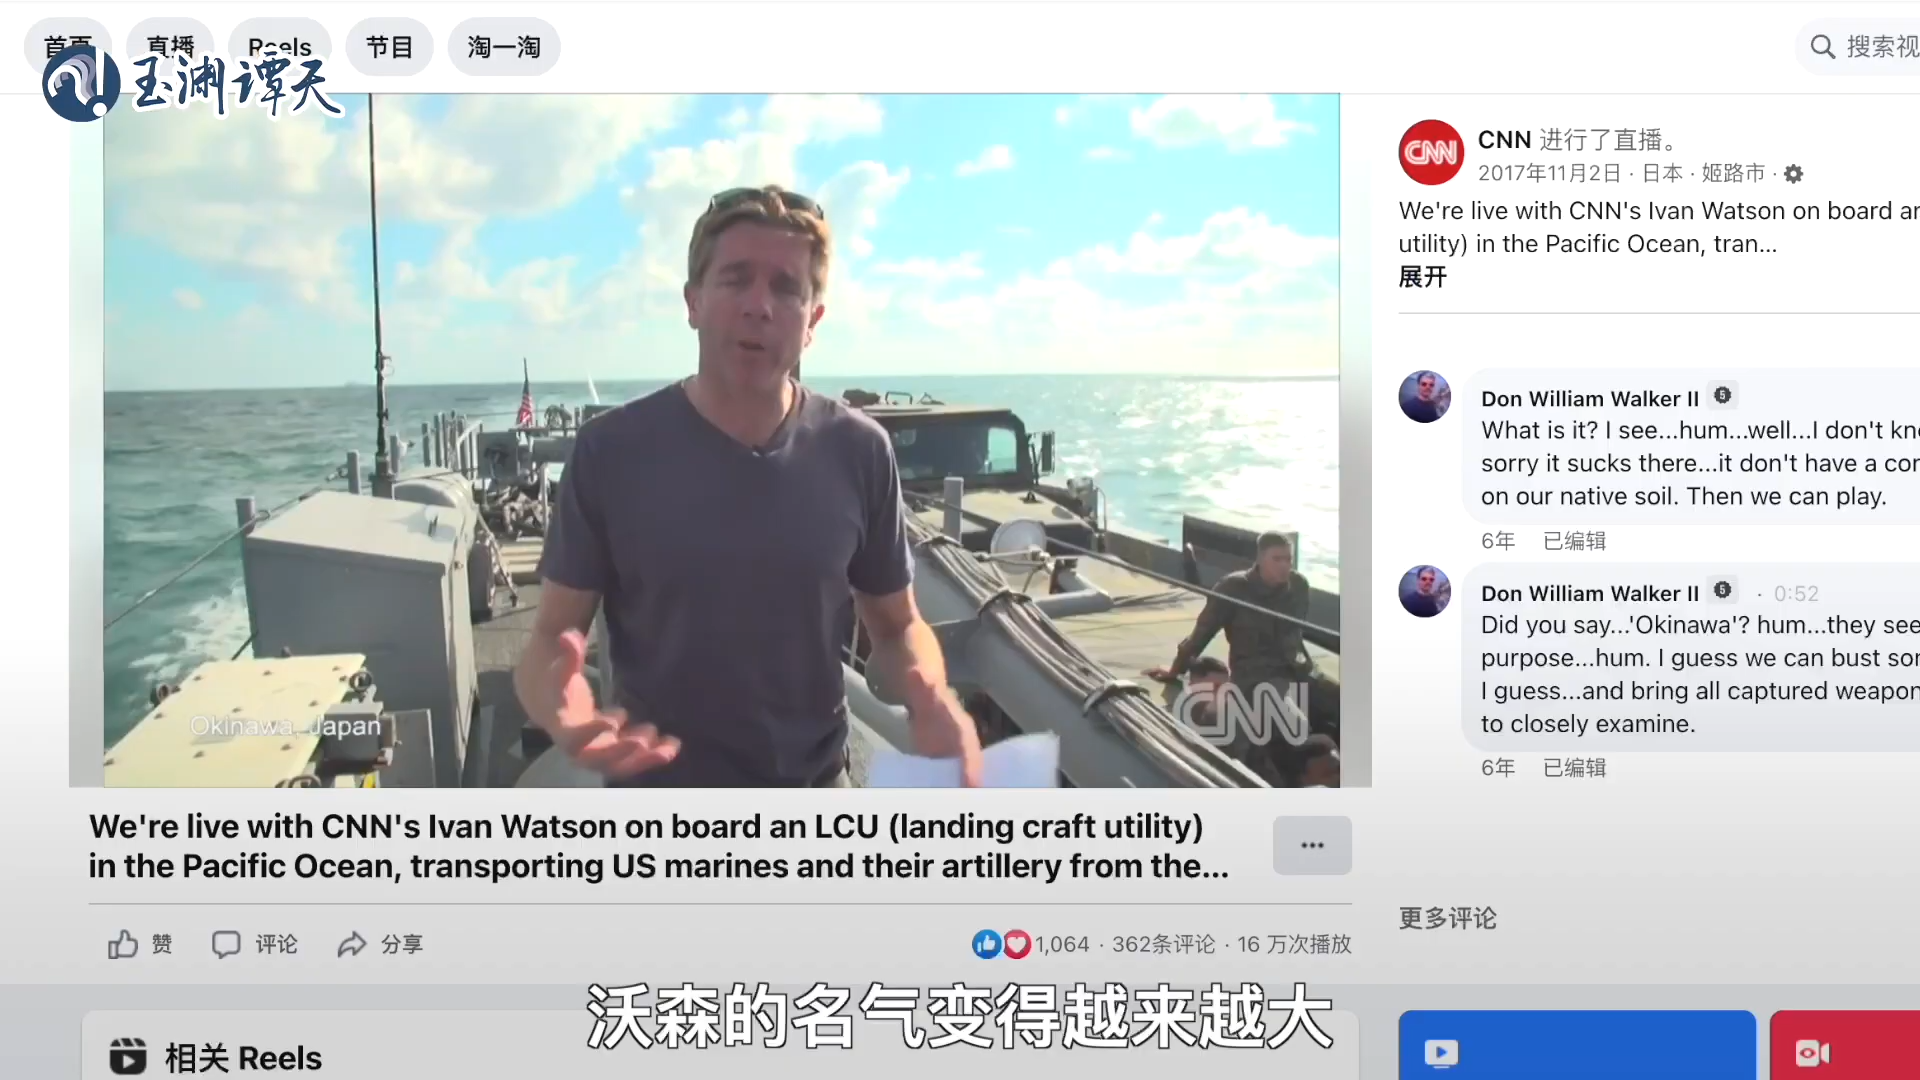 首页
直播
Reels
节目
淘一淘
搜索视
玉渊谭天
CNN 进行了直播。
2017年11月2日 · 日本 · 姬路市 ·
We're live with CNN's Ivan Watson on board an
utility) in the Pacific Ocean, tran...
展开
Don William Walker II
What is it? I see...hum...well...I don't kn
sorry it sucks there...it don't have a cor
on our native soil. Then we can play.
6年 已编辑
Don William Walker II · 0:52
Did you say...'Okinawa'? hum...they see
purpose...hum. I guess we can bust so
I guess...and bring all captured weapon
to closely examine.
6年 已编辑
更多评论
Okinawa, Japan
CNN
We're live with CNN's Ivan Watson on board an LCU (landing craft utility)
in the Pacific Ocean, transporting US marines and their artillery from the...
赞 评论 分享
1,064 · 362条评论 · 16 万次播放
沃森的名气变得越来越大
相关 Reels